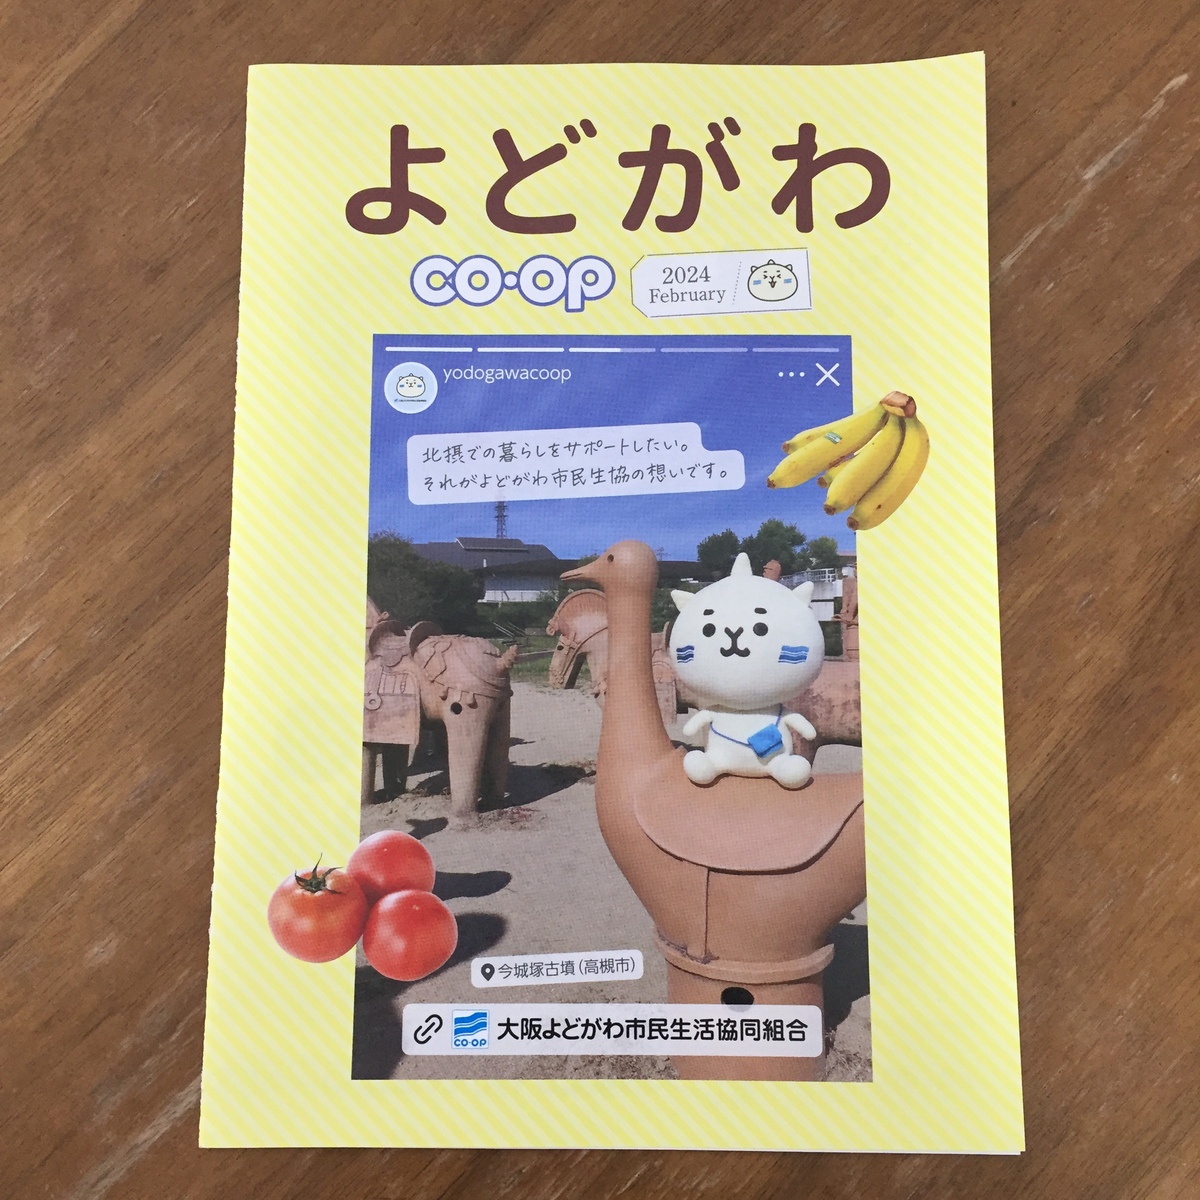 よどがわ
CO·OP
2024
February
yodogawacoop
北摂での暮らしをサポートしたい。
それがよどがわ市民生協の想いです。
今城塚古墳(高槻市)
CO·OP
大阪よどがわ市民生活協同組合